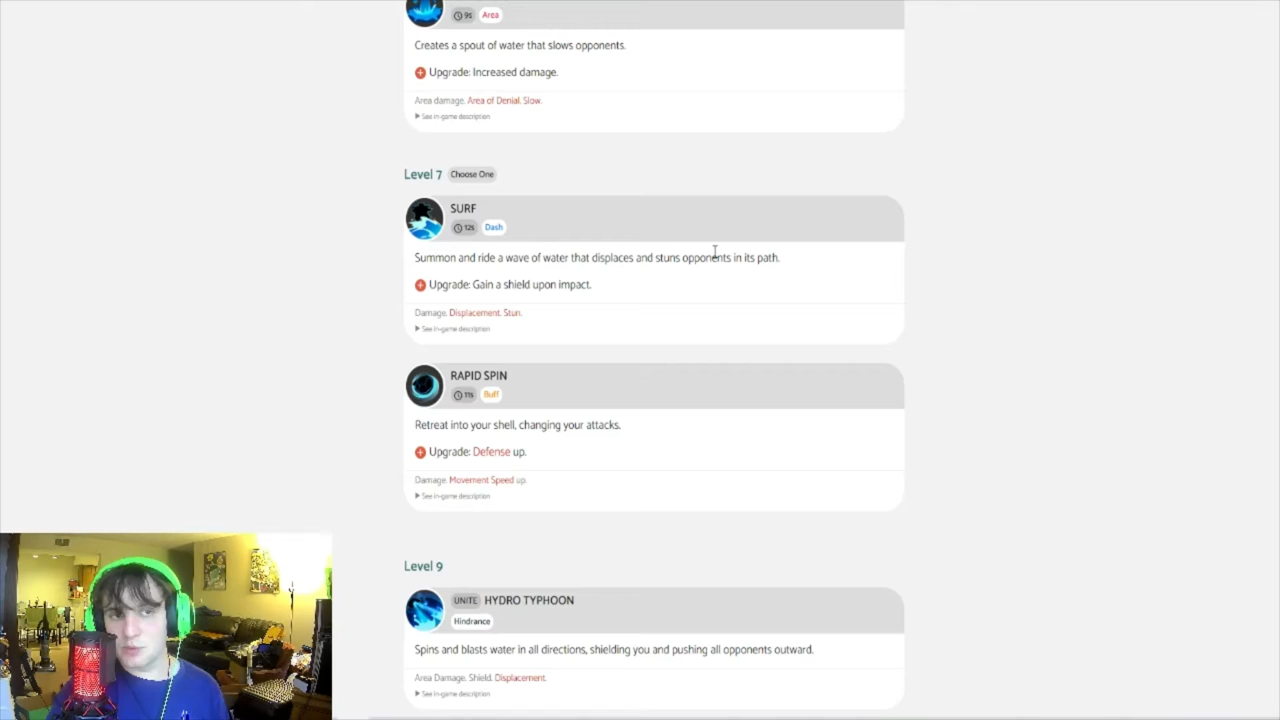 9s Area
Creates a spout of water that slows opponents.
Upgrade: Increased damage.
Area damage. Area of Denial. Slow.
See in-game description
Level 7 Choose One
SURF
12s Dash
Summon and ride a wave of water that displaces and stuns opponents in its path.
Upgrade: Gain a shield upon impact.
Damage. Displacement. Stun.
See in-game description
RAPID SPIN
11s Buff
Retreat into your shell, changing your attacks.
Upgrade: Defense up.
Damage. Movement Speed up.
See in-game description
Level 9
UNITE HYDRO TYPHOON
Hindrance
Spins and blasts water in all directions, shielding you and pushing all opponents outward.
Area Damage. Shield. Displacement.
See in-game description